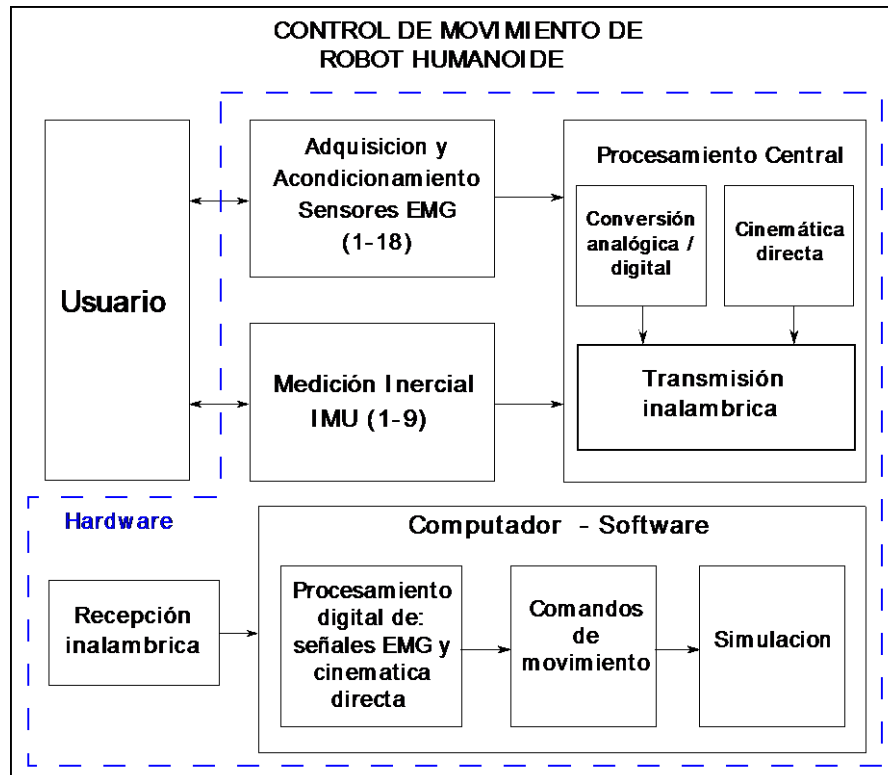 CONTROL DE MOVIMIENTO DE
ROBOT HUMANOIDE
Usuario
Adquisicion y
Acondicionamiento
Sensores EMG
(1-18)
Medición Inercial
IMU (1-9)
Procesamiento Central
Conversión
analógica /
digital
Cinemática
directa
Transmisión
inalambrica
Hardware
Recepción
inalambrica
Computador - Software
Procesamiento
digital de:
señales EMG y
cinematica
directa
Comandos
de
movimiento
Simulacion